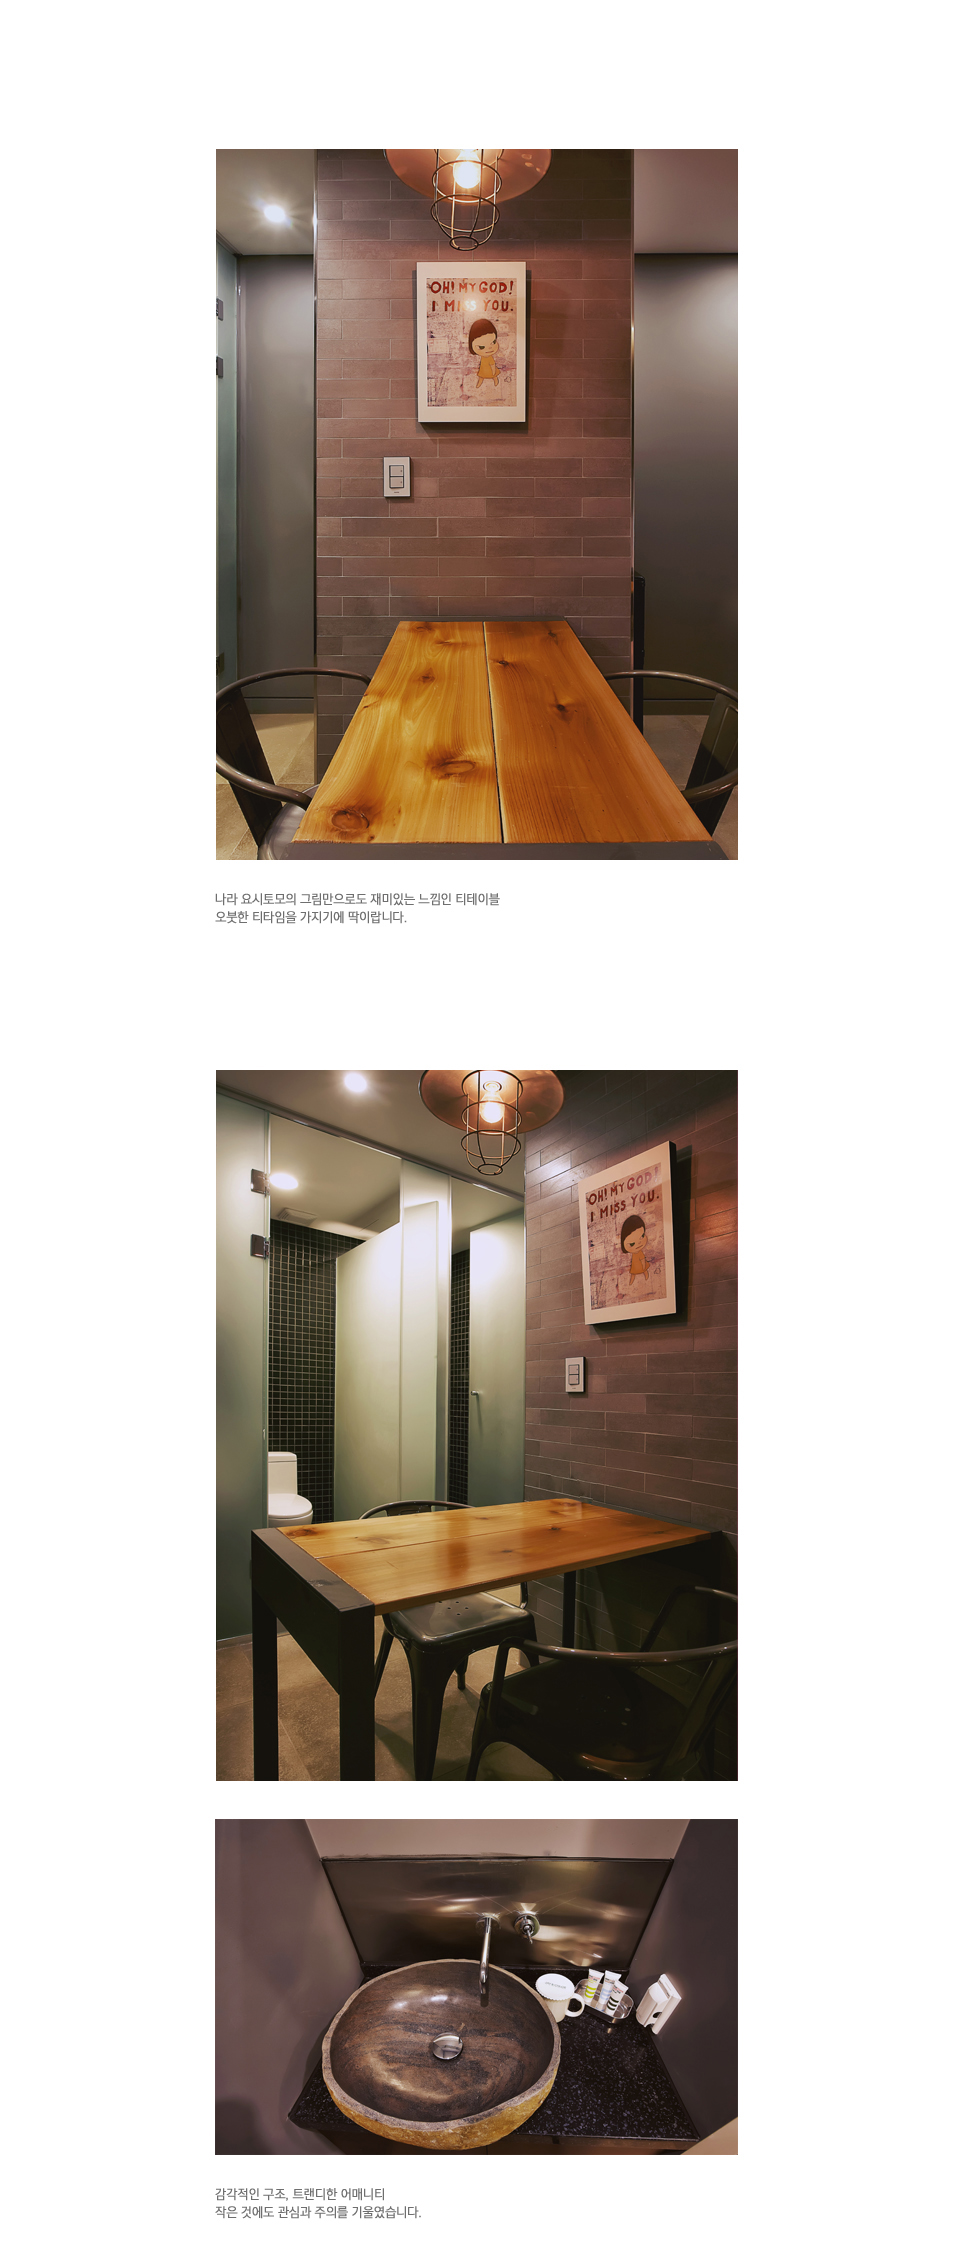 OH! MY GOD!
I MISS YOU.
나라 요시토모의 그림만으로도 재미있는 느낌인 티테이블
오붓한 티타임을 가지기에 딱이랍니다.
OH! MY GOD!
I MISS YOU.
감각적인 구조, 트랜디한 어매니티
작은 것에도 관심과 주의를 기울였습니다.